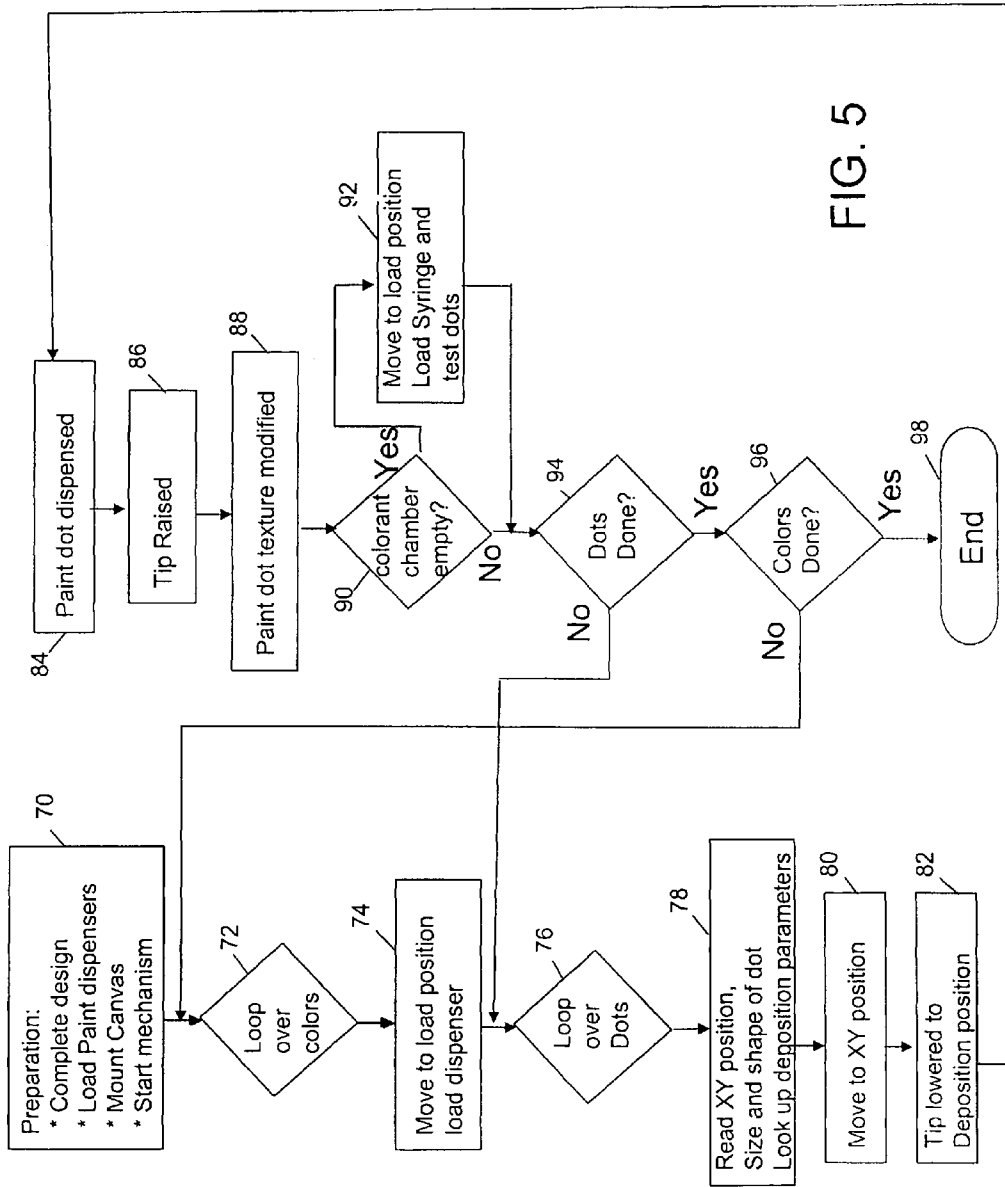 70
Preparation:
* Complete design
* Load Paint dispensers
* Mount Canvas
* Start mechanism
72
Loop
over
colors
74
Move to load position
load dispenser
76
Loop
over
Dots
78
Read XY position,
Size and shape of dot
Look up deposition parameters
80
Move to XY position
82
Tip lowered to
Deposition position
84
Paint dot dispensed
86
Tip Raised
88
Paint dot texture modified
90
colorant
chamber
empty?
Yes
No
92
Move to load position
Load Syringe and
test dots
94
Dots
Done?
No
Yes
96
Colors
Done?
No
Yes
98
End
FIG. 5